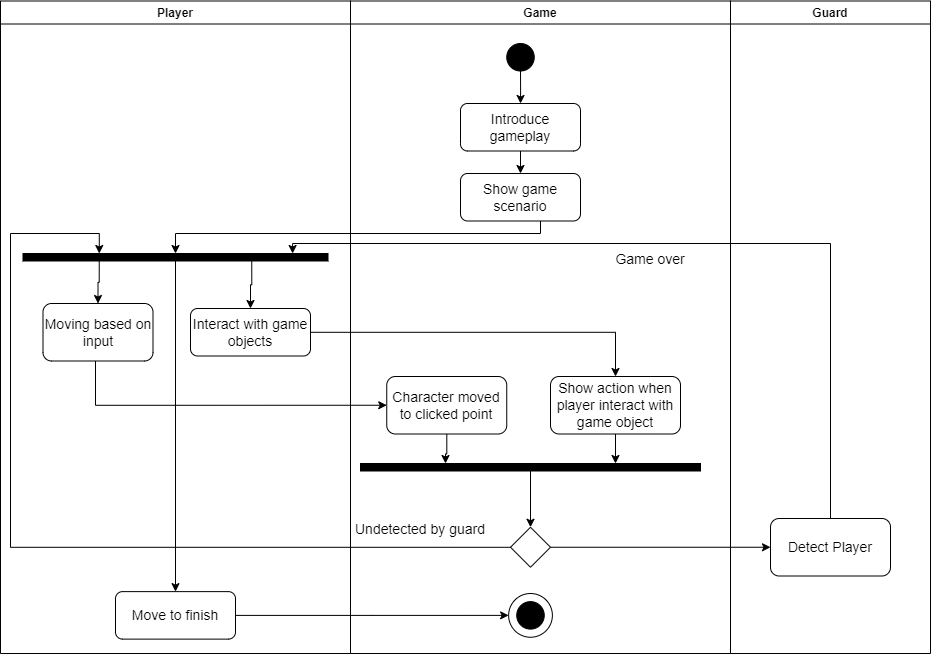 Player
Game
Guard
Introduce
gameplay
Show game
scenario
Game over
Moving based on
input
Interact with game
objects
Character moved
to clicked point
Show action when
player interact with
game object
Undetected by guard
Detect Player
Move to finish